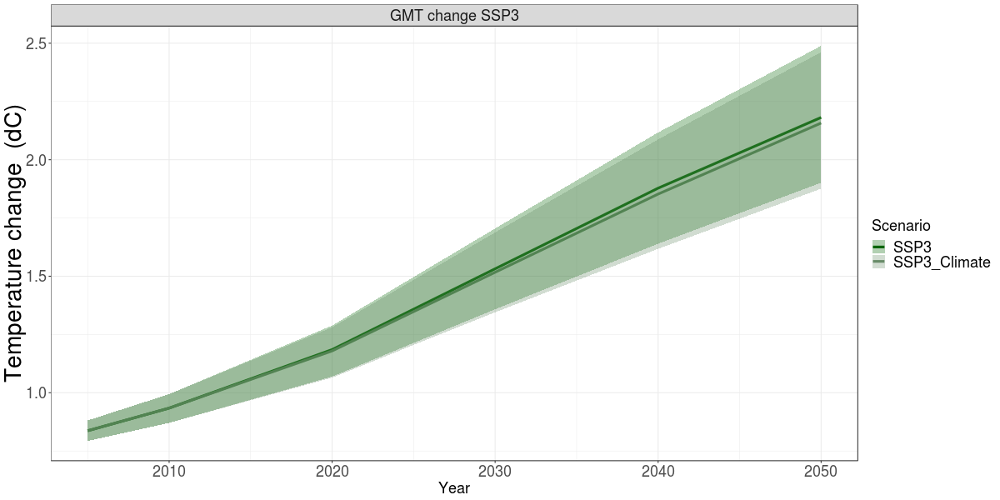 GMT change SSP3
Temperature change (dC)
2.5
2.0
1.5
1.0
2010 2020 2030 2040 2050
Year
Scenario
SSP3
SSP3_Climate